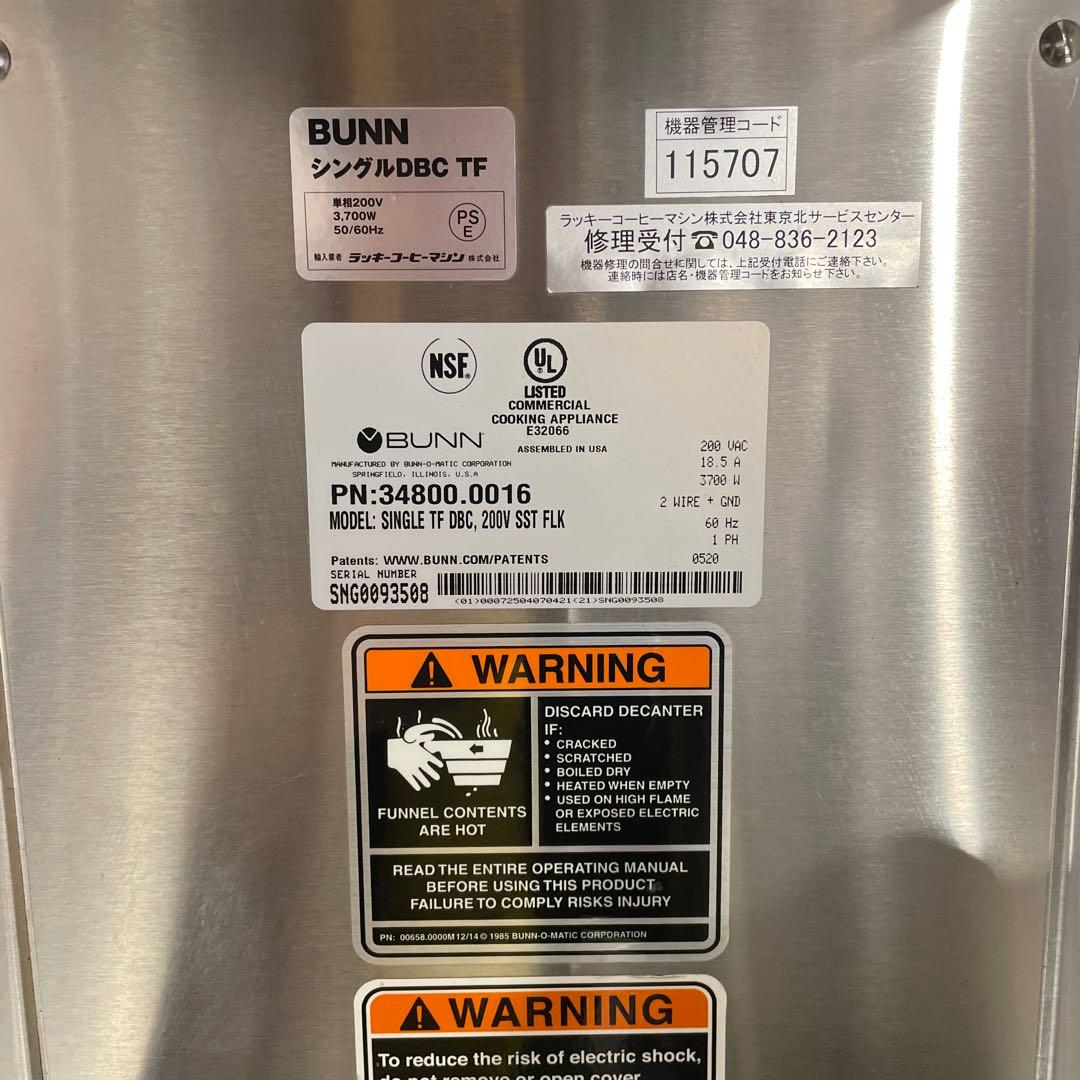 BUNN
シングルDBC TF
単相200V
3,700W
50/60Hz
PS
E
輸入業者 ラッキーコーヒーマシン 株式会社
機器管理コード
115707
ラッキーコーヒーマシン株式会社東京北サービスセンター
修理受付☎048-836-2123
機器修理の問合せに関しては、上記受付電話にご連絡下さい。
連絡時には店名・機器管理コードをお知らせ下さい。
NSF®
UL
LISTED
COMMERCIAL
COOKING APPLIANCE
E32066
BUNN
ASSEMBLED IN USA
MANUFACTURED BY BUNN-O-MATIC CORPORATION
SPRINGFIELD, ILLINOIS, U.S.A
PN:34800.0016
MODEL: SINGLE TF DBC, 200V SST FLK
200 VAC
18.5 A
3700 W
2 WIRE + GND
60 Hz
1 PH
Patents: WWW.BUNN.COM/PATENTS
0520
SERIAL NUMBER
SNG0093508
(01)00072504070421(21)SNG0093508
WARNING
FUNNEL CONTENTS
ARE HOT
DISCARD DECANTER
IF:
• CRACKED
• SCRATCHED
• BOILED DRY
• HEATED WHEN EMPTY
• USED ON HIGH FLAME
OR EXPOSED ELECTRIC
ELEMENTS
READ THE ENTIRE OPERATING MANUAL
BEFORE USING THIS PRODUCT
FAILURE TO COMPLY RISKS INJURY
PN: 00658.0000M 12/14 © 1985 BUNN-O-MATIC CORPORATION
WARNING
To reduce the risk of electric shock,
do not remove or open cover